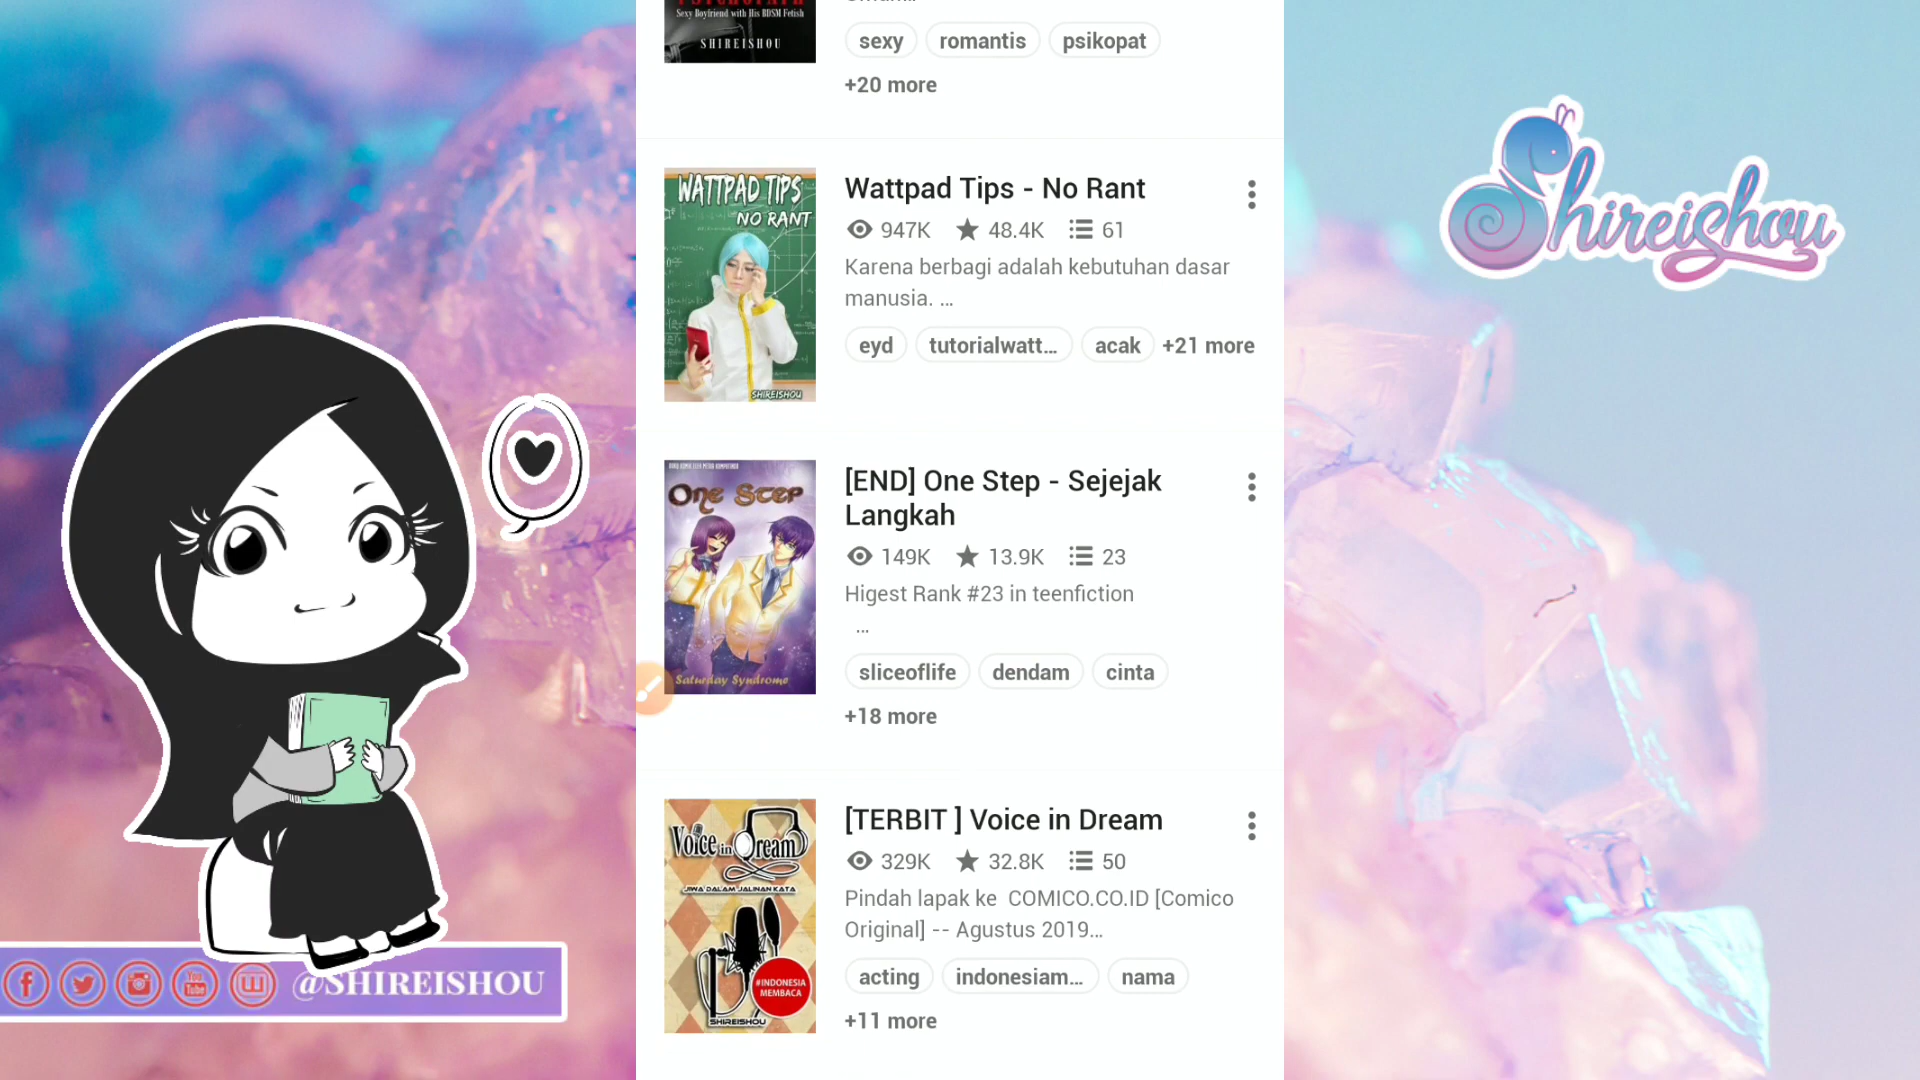 PSYCHOPATH
Sexy Boyfriend with His BDSM Fetish
SHIREISHOU
sexy romantis psikopat
+20 more
WATTPAD TIPS
NO RANT
SHIREISHOU
Wattpad Tips - No Rant
947K 48.4K 61
Karena berbagi adalah kebutuhan dasar
manusia. ...
eyd tutorialwatt... acak +21 more
One Step
Saturday Syndrome
[END] One Step - Sejejak
Langkah
149K 13.9K 23
Higest Rank #23 in teenfiction
...
sliceoflife dendam cinta
+18 more
Voice in Dream
JIWA DALAM JALINAN KATA
#INDONESIA
MEMBACA
SHIREISHOU
[TERBIT ] Voice in Dream
329K 32.8K 50
Pindah lapak ke COMICO.CO.ID [Comico
Original] -- Agustus 2019...
acting indonesiam... nama
+11 more
You
Tube
@SHIREISHOU
Shireishou